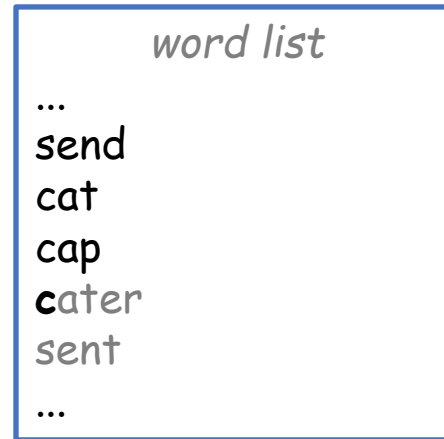 word list
...
send
cat
cap
cater
sent
...